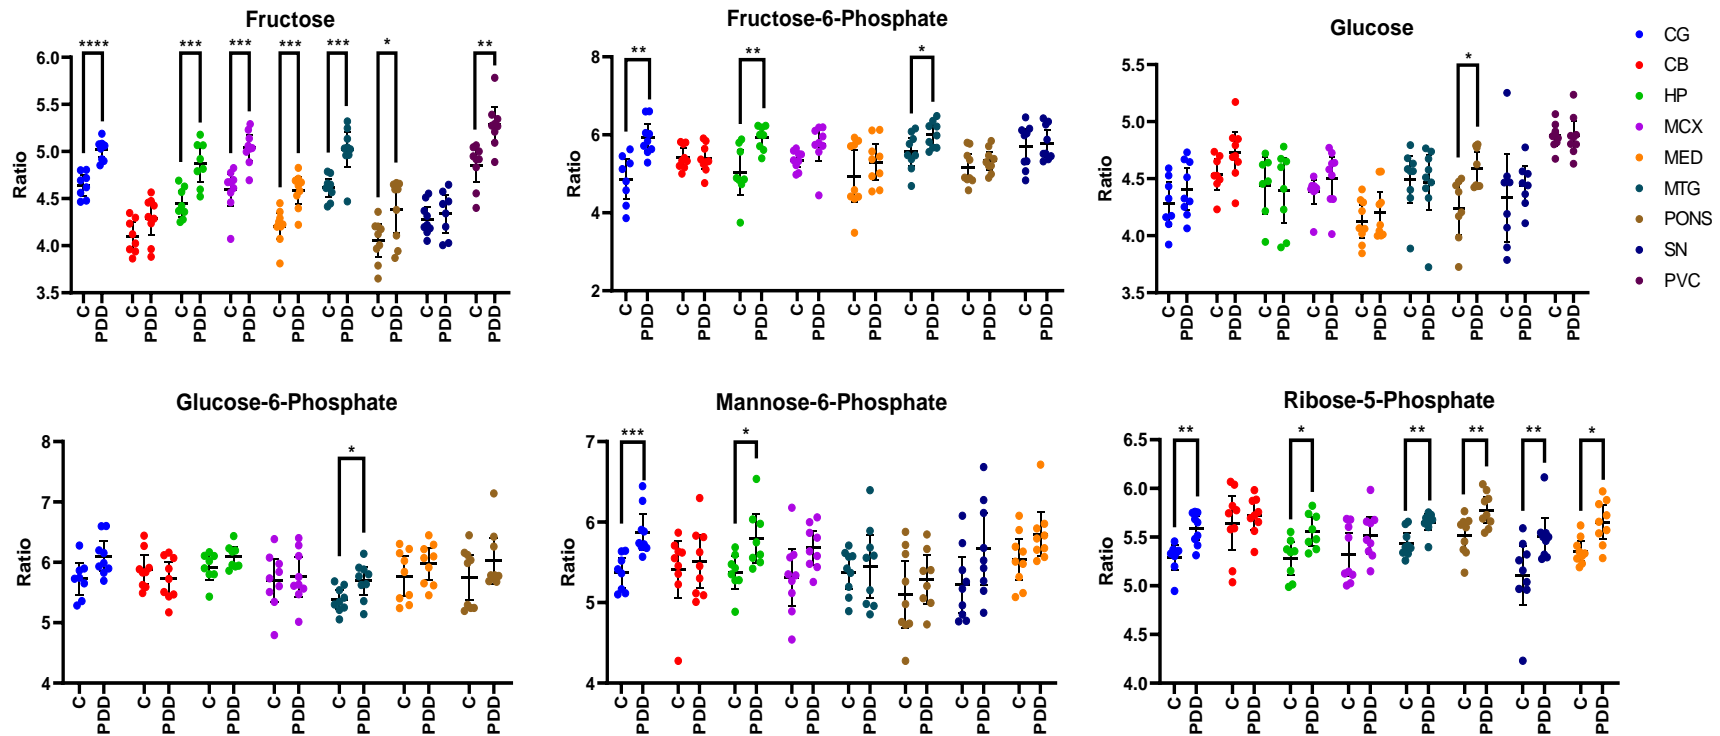 Fructose
Ratio
6.0
5.5
5.0
4.5
4.0
3.5
**** *** *** *** *** * **
C PDD C PDD C PDD C PDD C PDD C PDD C PDD C PDD C PDD
Fructose-6-Phosphate
Ratio
8
6
4
2
** ** *
C PDD C PDD C PDD C PDD C PDD C PDD C PDD C PDD
Glucose
Ratio
5.5
5.0
4.5
4.0
3.5
*
C PDD C PDD C PDD C PDD C PDD C PDD C PDD C PDD C PDD
CG
CB
HP
MCX
MED
MTG
PONS
SN
PVC
Glucose-6-Phosphate
Ratio
8
7
6
5
4
*
C PDD C PDD C PDD C PDD C PDD C PDD C PDD
Mannose-6-Phosphate
Ratio
7
6
5
4
*** *
C PDD C PDD C PDD C PDD C PDD C PDD C PDD C PDD
Ribose-5-Phosphate
Ratio
6.5
6.0
5.5
5.0
4.5
4.0
** * ** ** ** *
C PDD C PDD C PDD C PDD C PDD C PDD C PDD C PDD